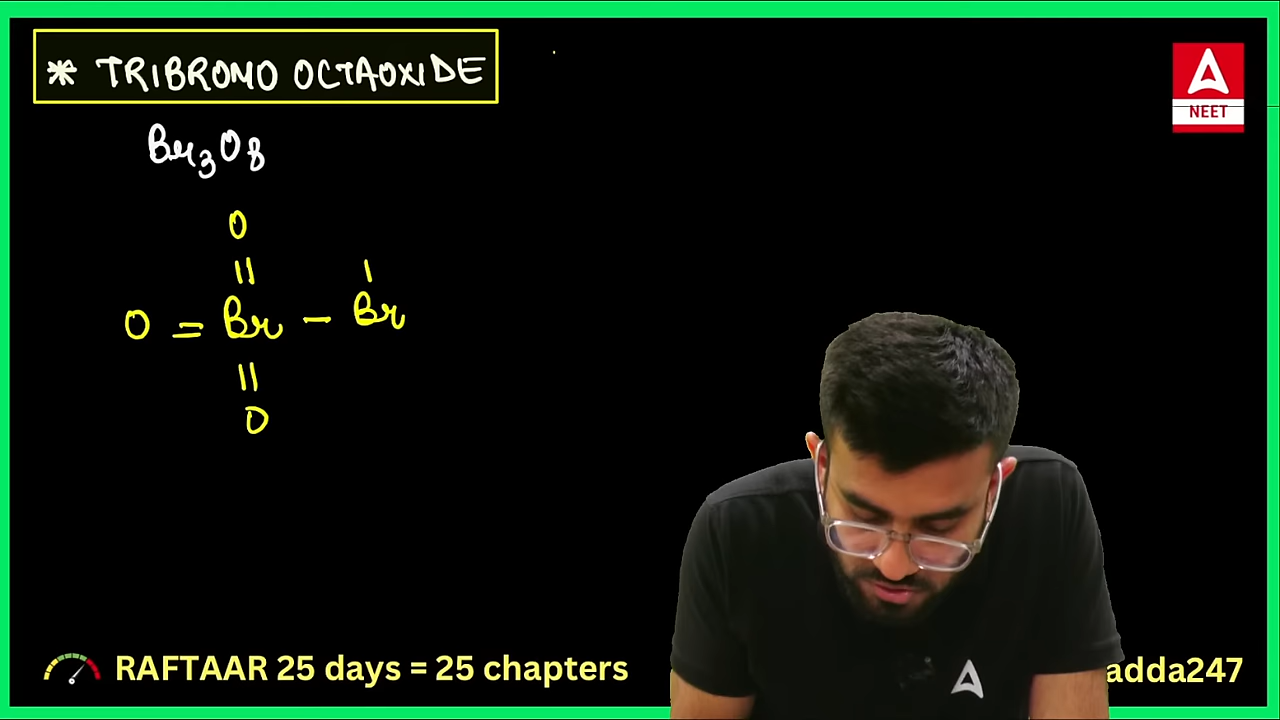 * TRIBROMO OCTAOXIDE
Br3O8
O
||
O = Br - Br
||
O
NEET
RAFTAAR 25 days = 25 chapters
adda247